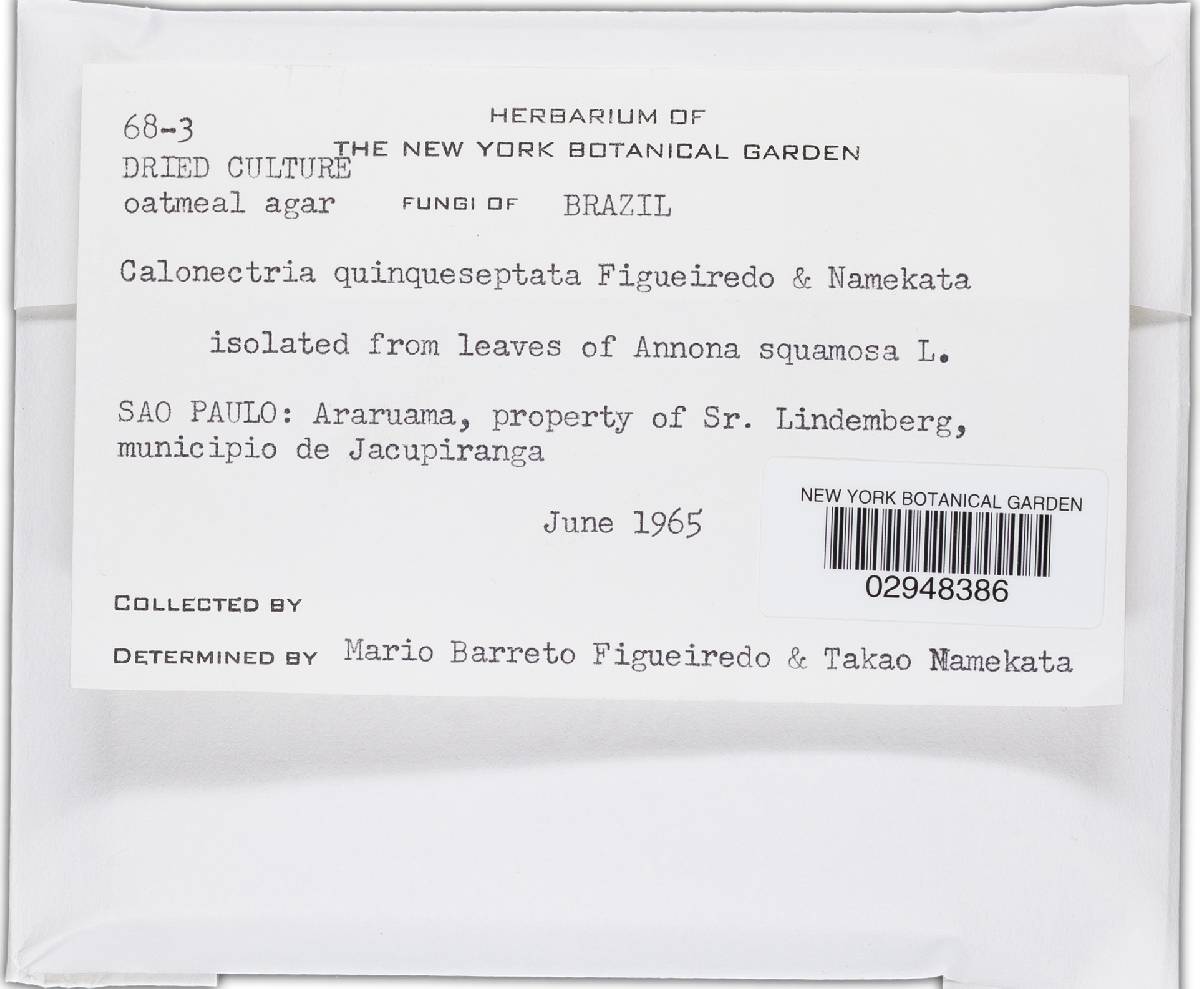 HERBARIUM OF
68-3
THE NEW YORK BOTANICAL GARDEN
DRIED CULTURE
oatmeal agar FUNGI OF BRAZIL
Calonectria quinqueseptata Figueiredo & Namekata
isolated from leaves of Annona squamosa L.
SAO PAULO: Araruama, property of Sr. Lindemberg,
municipio de Jacupiranga
June 1965
NEW YORK BOTANICAL GARDEN
02948386
COLLECTED BY
DETERMINED BY Mario Barreto Figueiredo & Takao Namekata